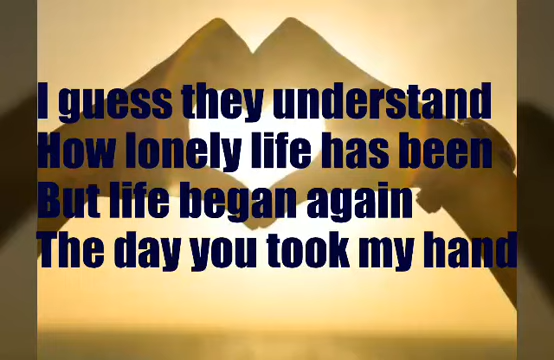 I guess they understand
How lonely life has been
But life began again
The day you took my hand